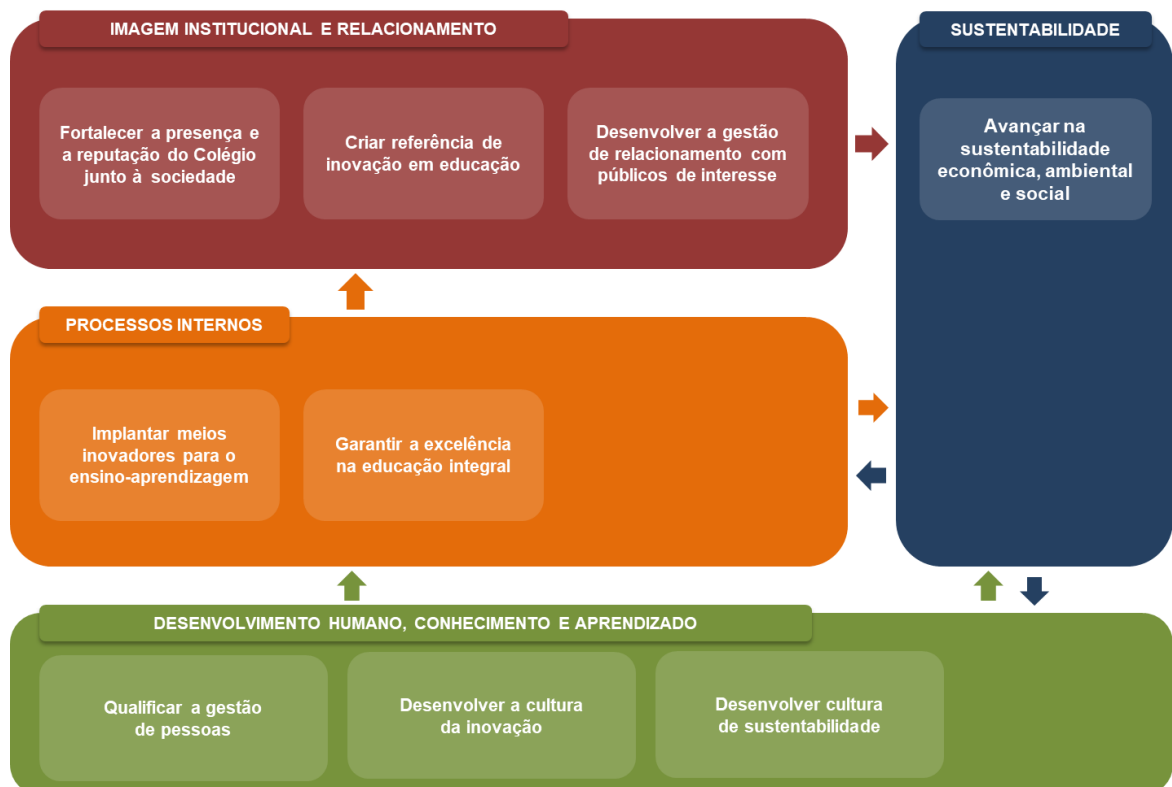 IMAGEM INSTITUCIONAL E RELACIONAMENTO
Fortalecer a presença e
a reputação do Colégio
junto à sociedade
Criar referência de
inovação em educação
Desenvolver a gestão
de relacionamento com
públicos de interesse
SUSTENTABILIDADE
Avançar na
sustentabilidade
econômica, ambiental
e social
PROCESSOS INTERNOS
Implantar meios
inovadores para o
ensino-aprendizagem
Garantir a excelência
na educação integral
DESENVOLVIMENTO HUMANO, CONHECIMENTO E APRENDIZADO
Qualificar a gestão
de pessoas
Desenvolver a cultura
da inovação
Desenvolver cultura
de sustentabilidade